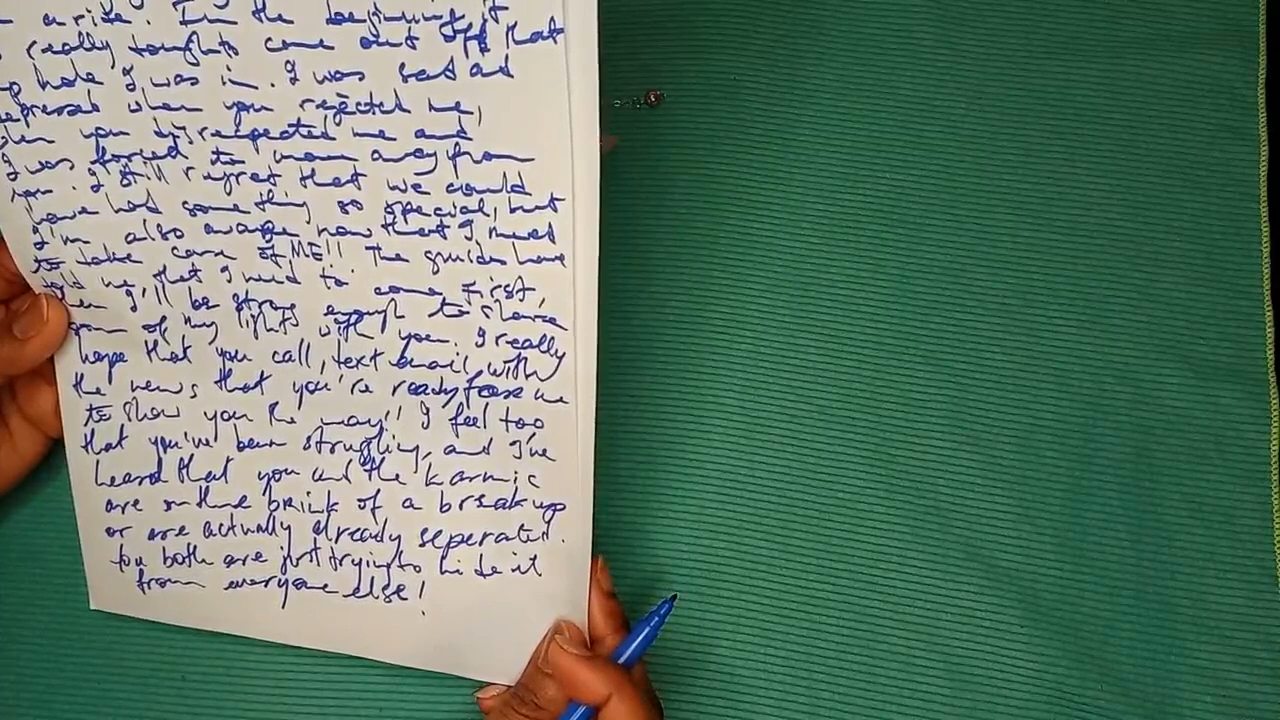 a rise. In the beginning it
really tough to come out off that
hole I was in. I was sad and
depressed when you rejected me,
when you disrespected me and
I was forced to move away from
you. I still regret that we could
have had something so special, but
I'm also aware now that I need
to take care of ME!! The guides have
told me, that I need to come first,
then I'll be strong enough to share
of my lights with you. I really
hope that you call, text email with
the news that you're ready for me
to show you the way!! I feel too
that you've been struggling, and I've
heard that you and the karmic
are on the brink of a breakup
or are actually already seperated.
You both are just trying to hide it
from everyone else!